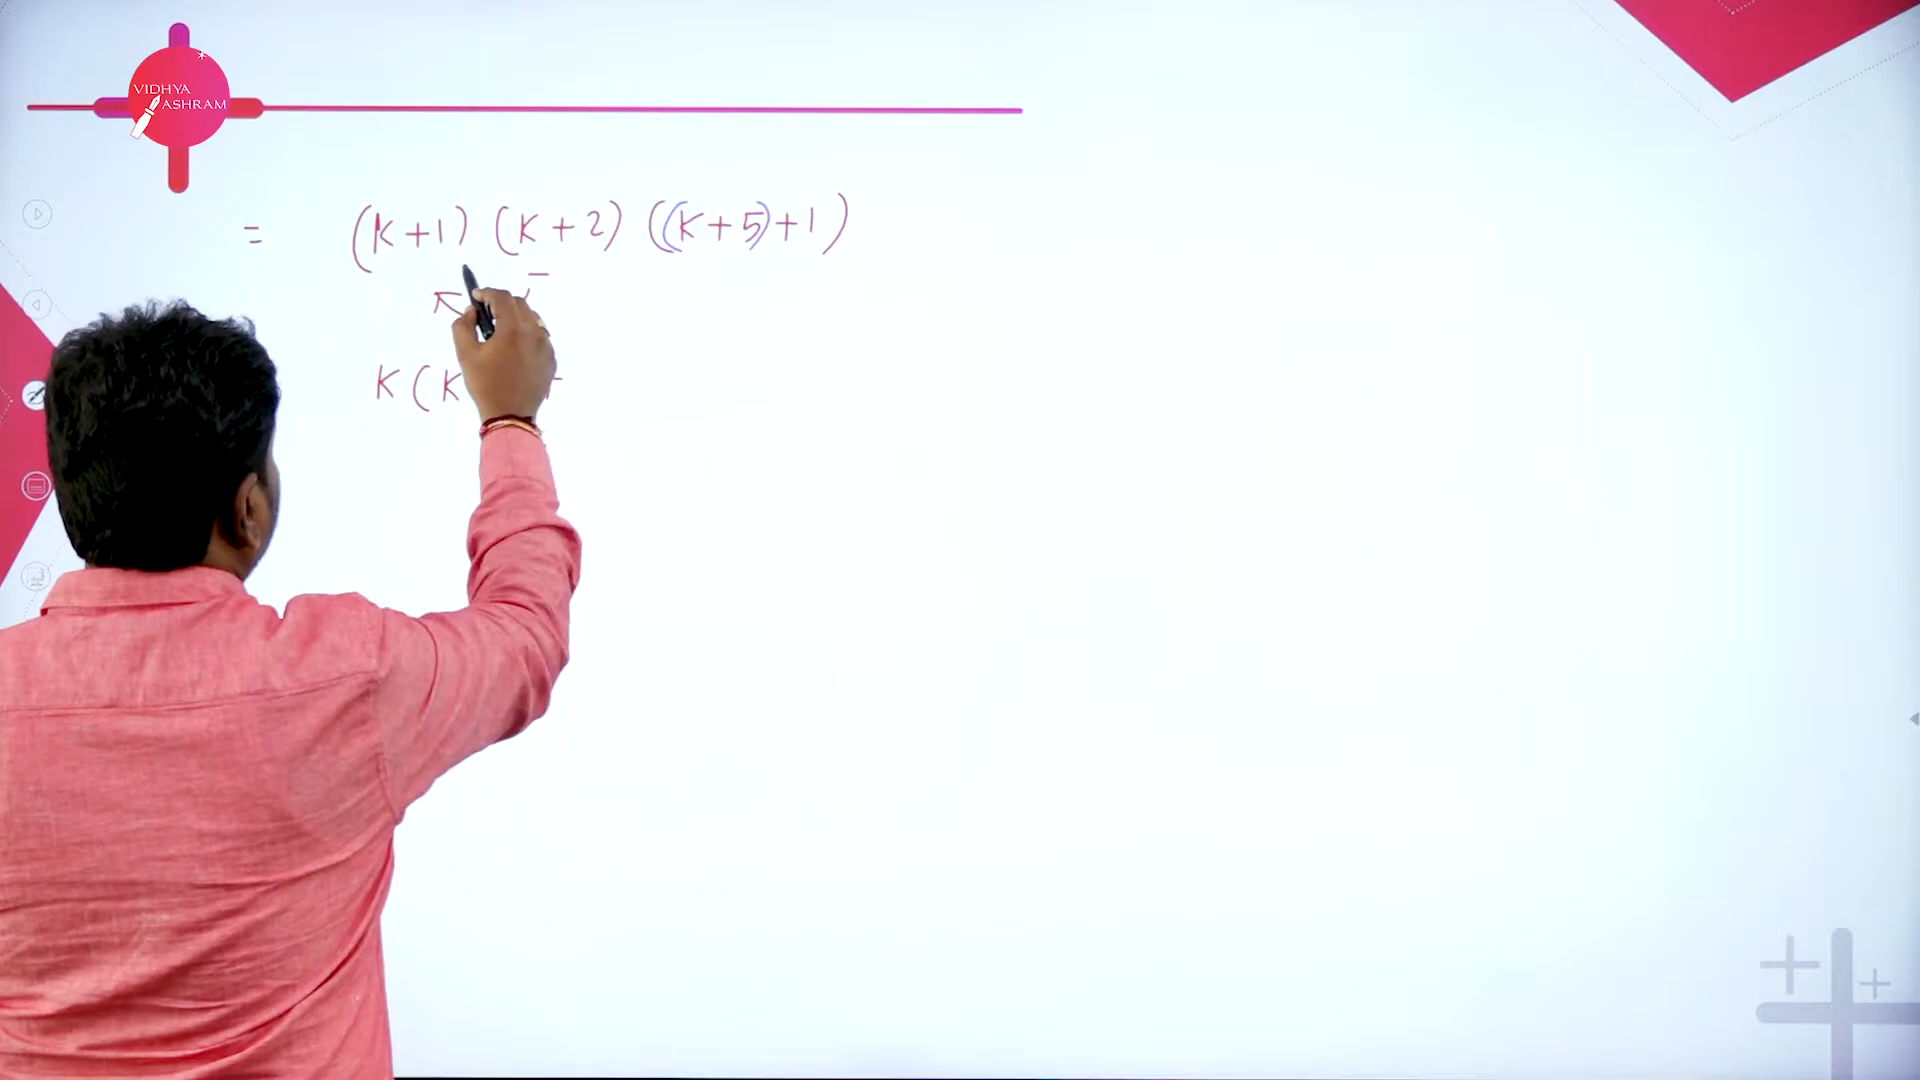 VIDHYA
ASHRAM
= (K+1) (K+2) ((K+5)+1)
K(K